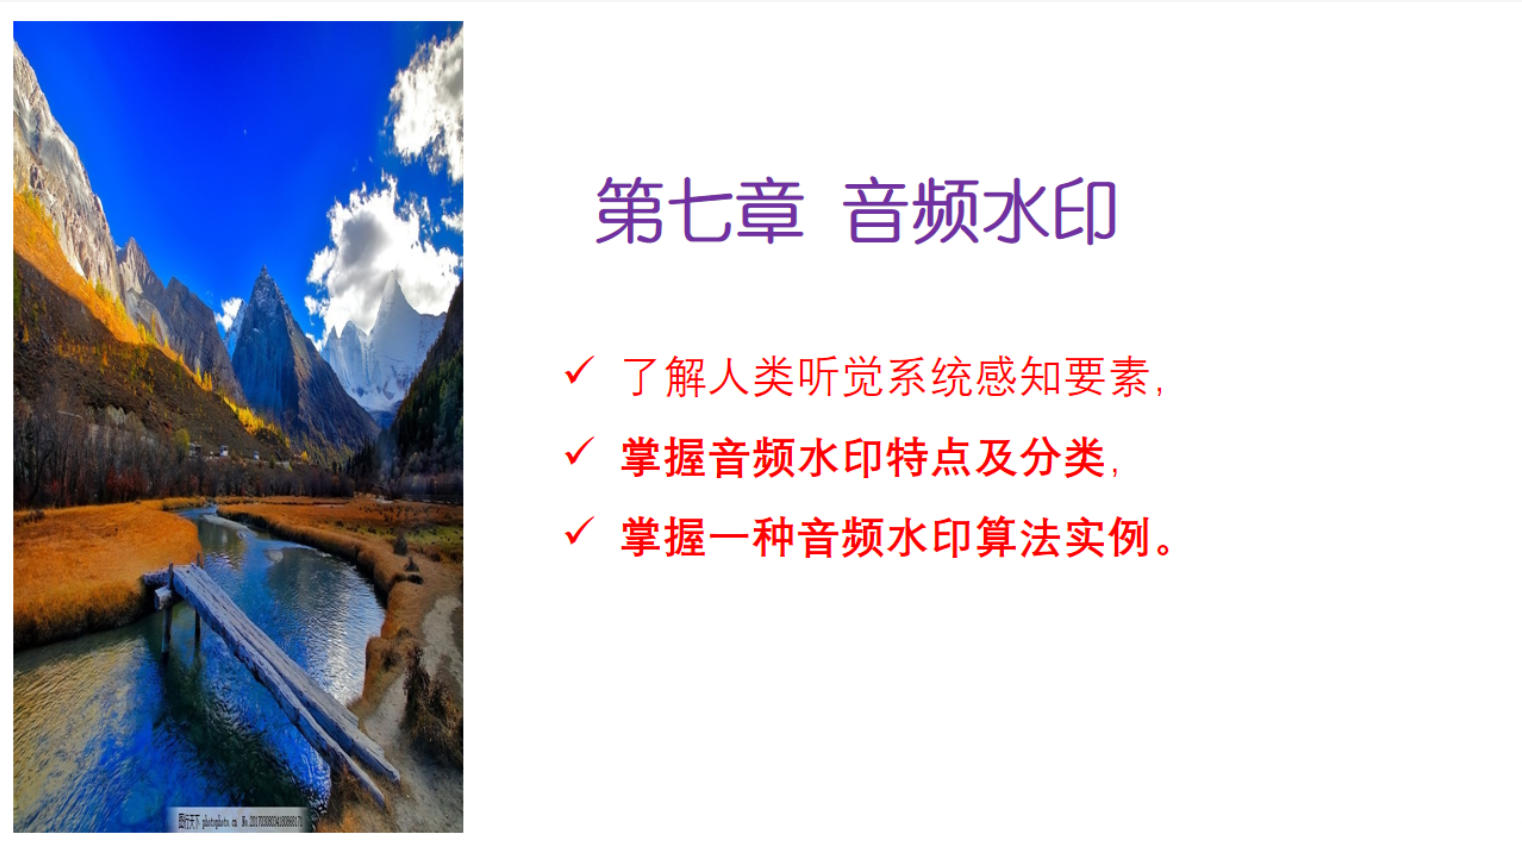 第七章 音频水印
✓ 了解人类听觉系统感知要素,
✓ 掌握音频水印特点及分类,
✓ 掌握一种音频水印算法实例。
图行天下 photophoto.cn